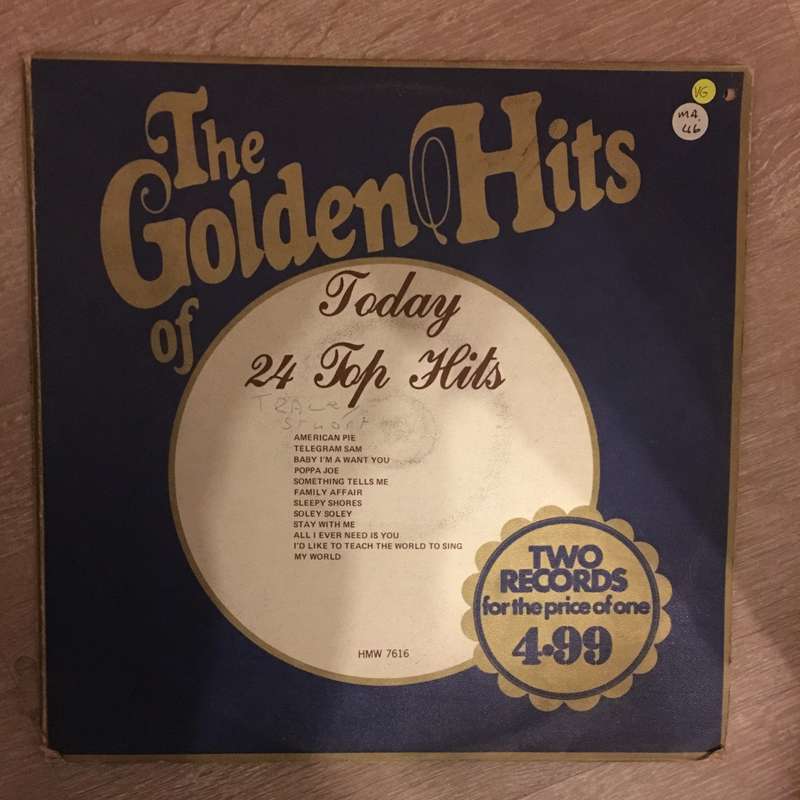 The
Golden Hits
of
Today
24 Top Hits
AMERICAN PIE
TELEGRAM SAM
BABY I'M A WANT YOU
POPPA JOE
SOMETHING TELLS ME
FAMILY AFFAIR
SLEEPY SHORES
SOLEY SOLEY
STAY WITH ME
ALL I EVER NEED IS YOU
I'D LIKE TO TEACH THE WORLD TO SING
MY WORLD
HMW 7616
TWO
RECORDS
for the price of one
4·99
VG
MA.
46